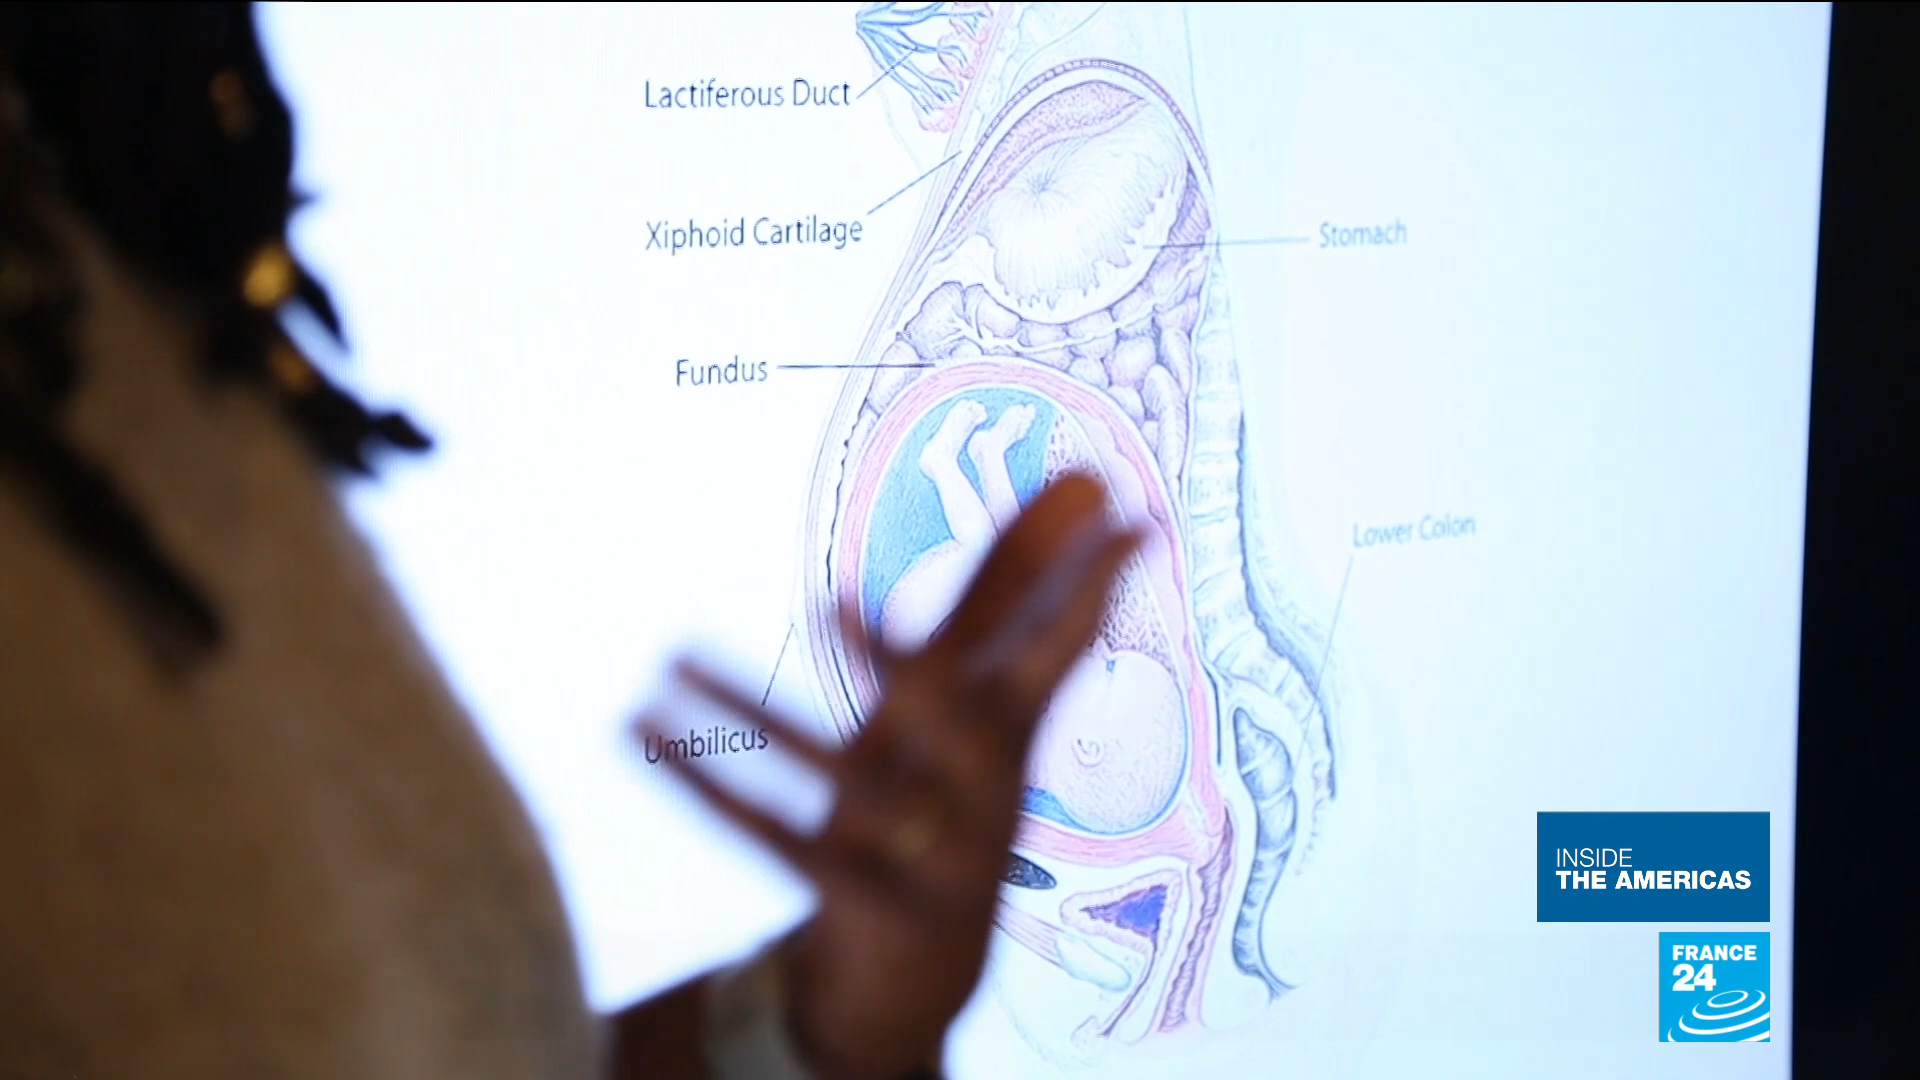 Lactiferous Duct
Xiphoid Cartilage
Stomach
Fundus
Lower Colon
Umbilicus
INSIDE
THE AMERICAS
FRANCE
24